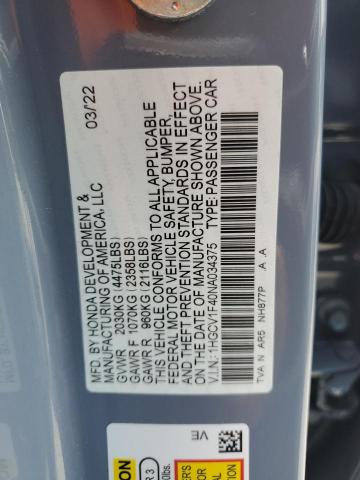 MFD. BY HONDA DEVELOPMENT & 03/22
MANUFACTURING OF AMERICA, LLC
GVWR 2030KG (4475LBS)
GAWR F 1070KG (2358LBS)
GAWR R 960KG (2116LBS)
THIS VEHICLE CONFORMS TO ALL APPLICABLE
FEDERAL MOTOR VEHICLE SAFETY, BUMPER,
AND THEFT PREVENTION STANDARDS IN EFFECT
ON THE DATE OF MANUFACTURE SHOWN ABOVE.
V.I.N.: 1HGCV1F40NA034375 TYPE: PASSENGER CAR
TVA N AR5 NH877P A A
VE